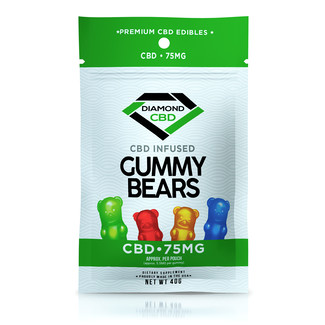 • PREMIUM CBD EDIBLES •
CBD • 75MG
DIAMOND
CBD
CBD INFUSED
GUMMY
BEARS
CBD • 75MG
APPROX. PER POUCH
DIETARY SUPPLEMENT
• PROUDLY MADE IN THE USA •
NET WT 40G